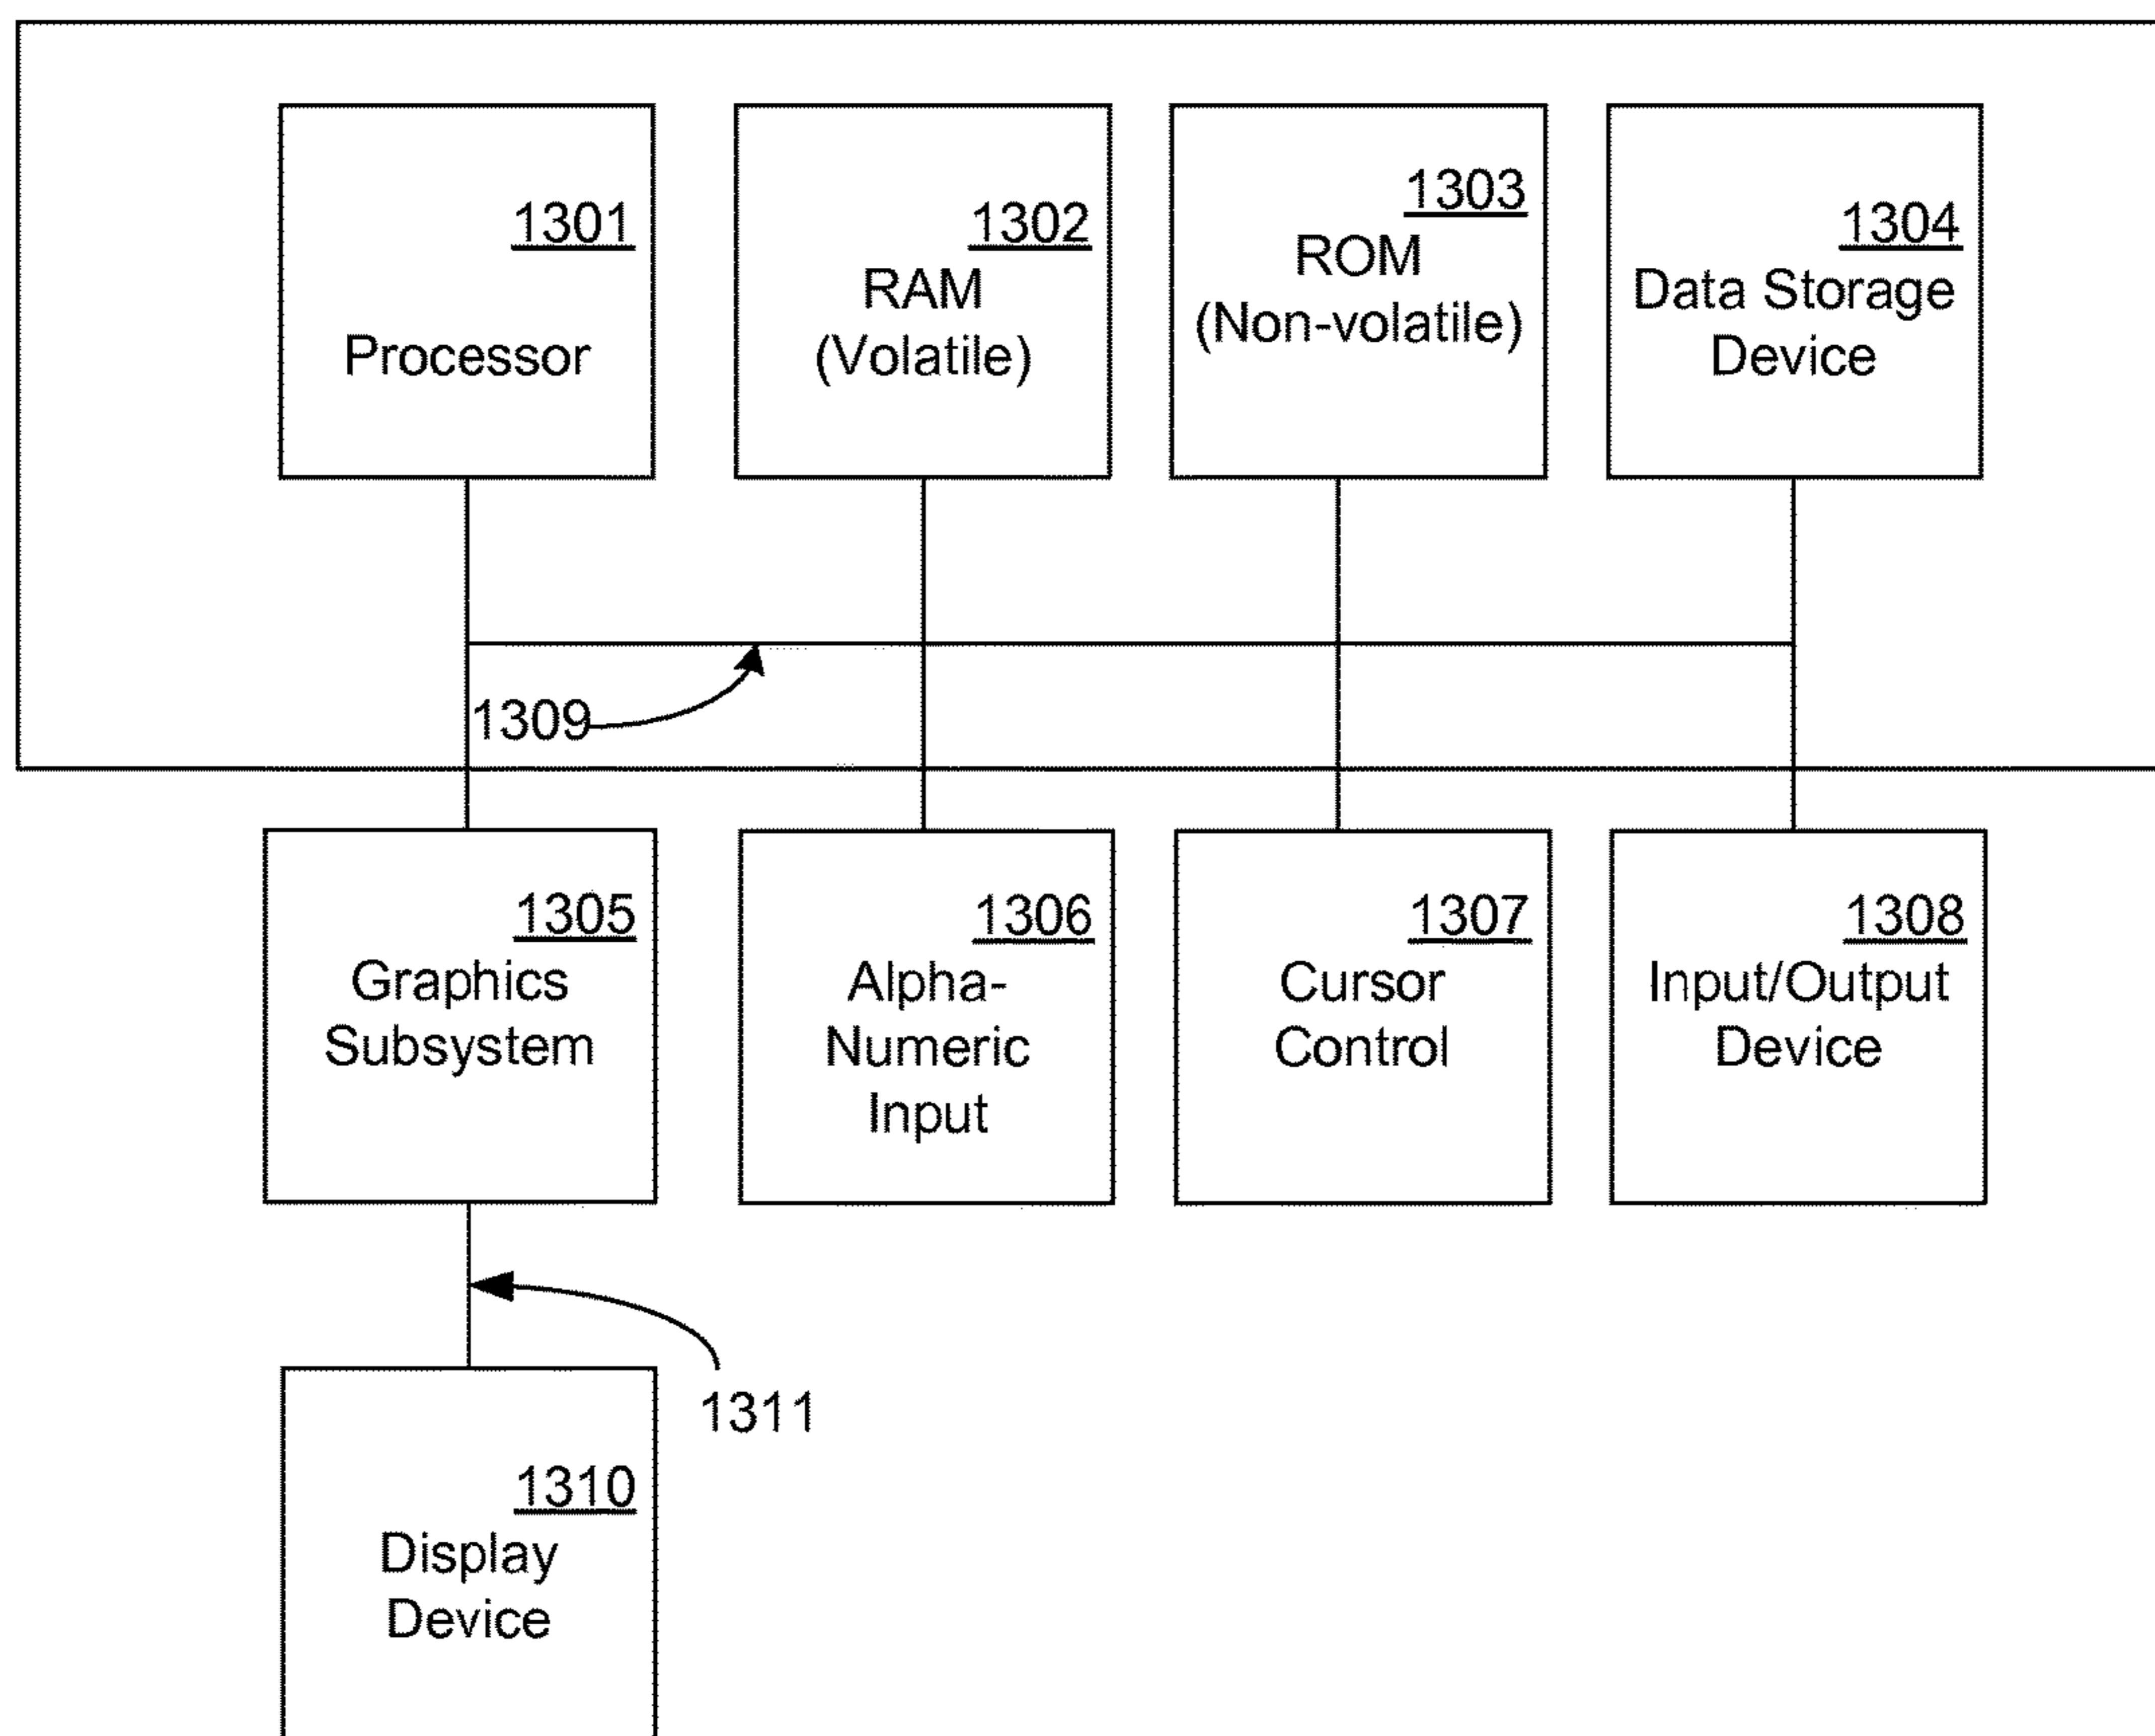 1301
Processor
1302
RAM
(Volatile)
1303
ROM
(Non-volatile)
1304
Data Storage
Device
1309
1305
Graphics
Subsystem
1306
Alpha-
Numeric
Input
1307
Cursor
Control
1308
Input/Output
Device
1311
1310
Display
Device